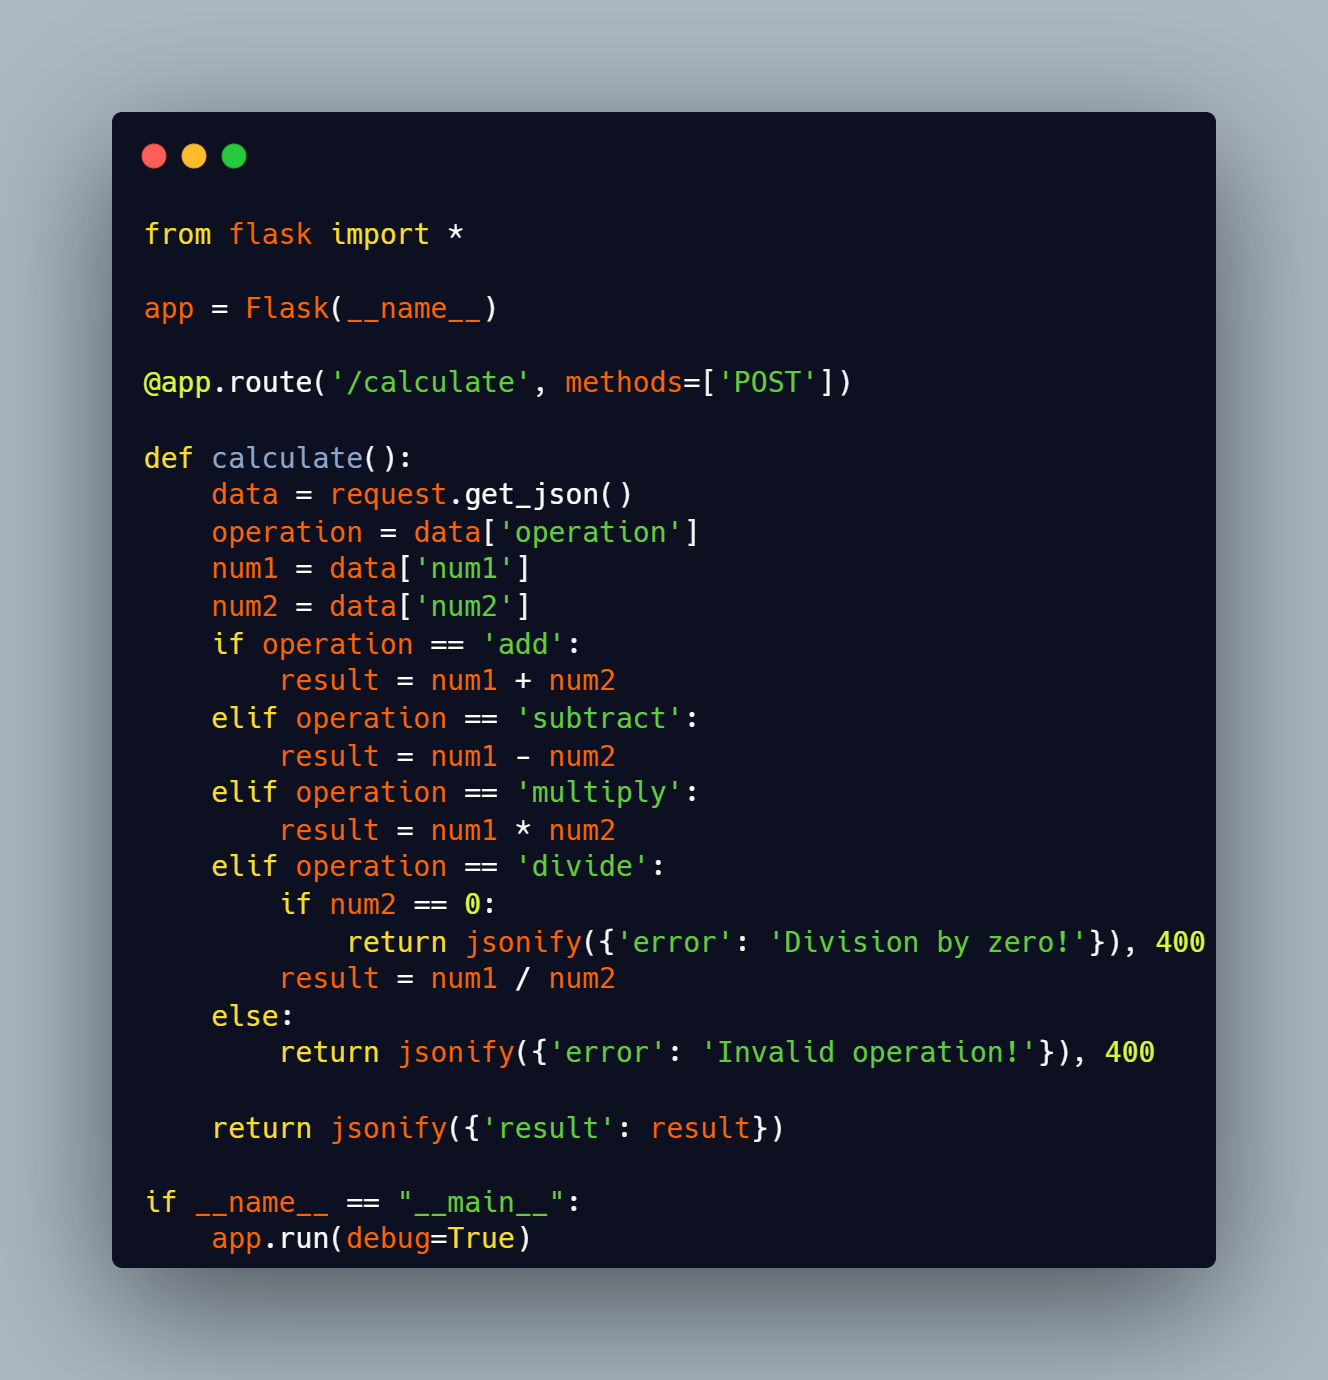 from flask import *

app = Flask(__name__)

@app.route('/calculate', methods=['POST'])

def calculate():
    data = request.get_json()
    operation = data['operation']
    num1 = data['num1']
    num2 = data['num2']
    if operation == 'add':
        result = num1 + num2
    elif operation == 'subtract':
        result = num1 - num2
    elif operation == 'multiply':
        result = num1 * num2
    elif operation == 'divide':
        if num2 == 0:
            return jsonify({'error': 'Division by zero!'}), 400
        result = num1 / num2
    else:
        return jsonify({'error': 'Invalid operation!'}), 400

    return jsonify({'result': result})

if __name__ == "__main__":
    app.run(debug=True)